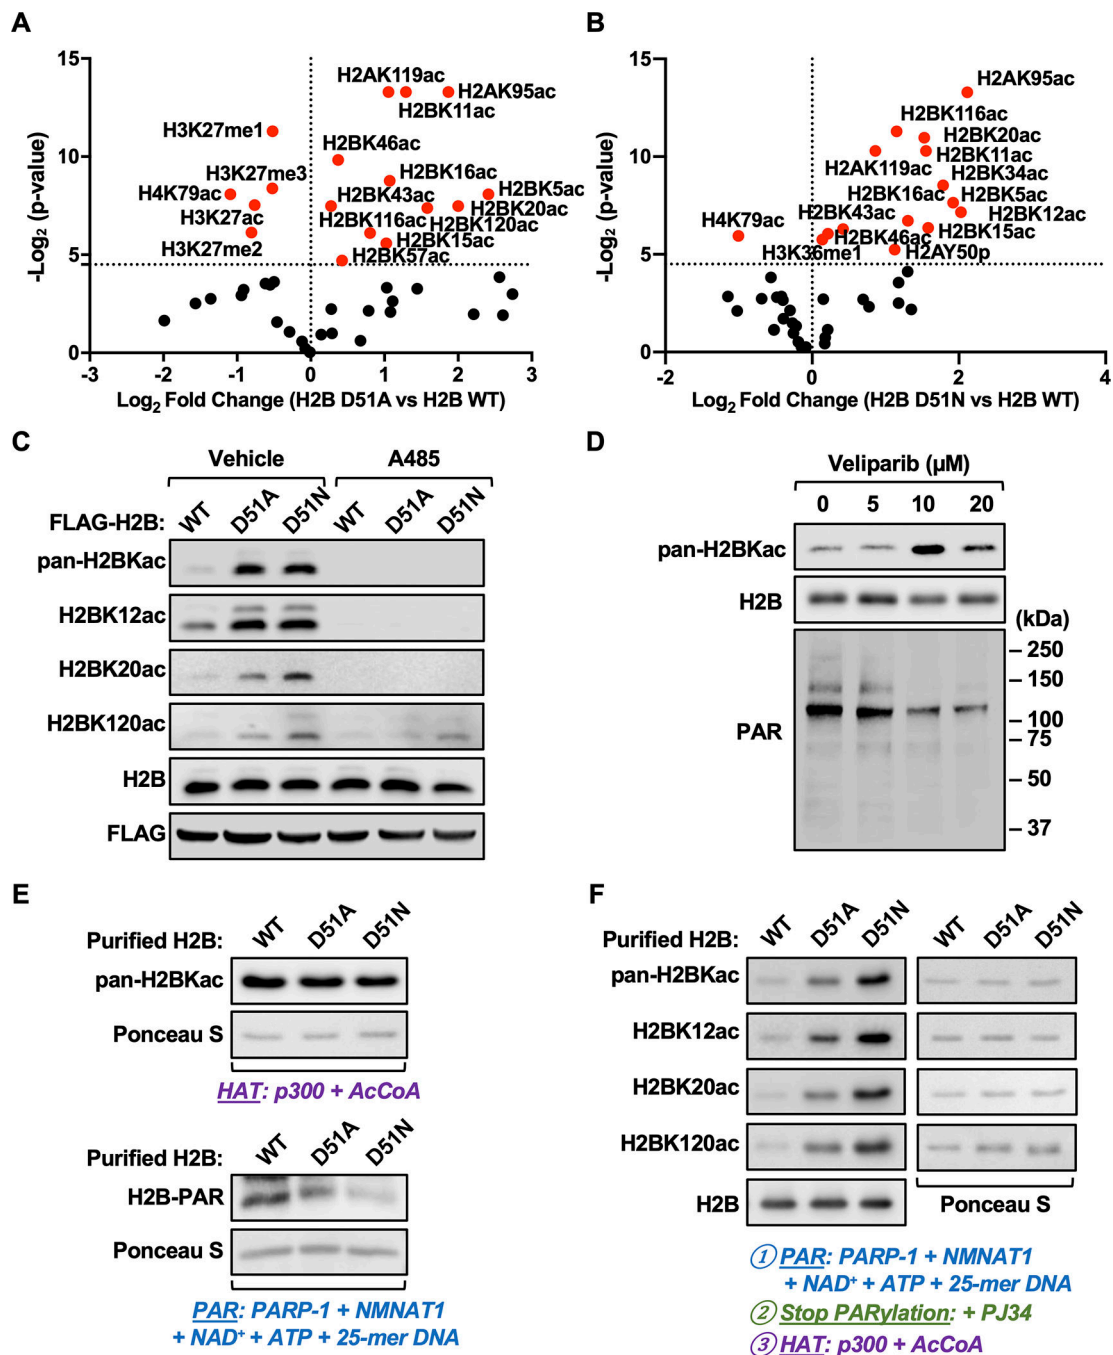 A
15
10
5
0
-Log2 (p-value)
H2AK119ac
H2AK95ac
H2BK11ac
H3K27me1
H2BK46ac
H3K27me3
H2BK16ac
H4K79ac
H2BK43ac
H2BK5ac
H2BK20ac
H3K27ac
H2BK116ac
H2BK120ac
H3K27me2
H2BK15ac
H2BK57ac
-3 -2 -1 0 1 2 3
Log2 Fold Change (H2B D51A vs H2B WT)
B
15
10
5
0
-Log2 (p-value)
H2AK95ac
H2BK116ac
H2BK20ac
H2BK11ac
H2AK119ac
H2BK34ac
H2BK16ac
H2BK5ac
H2BK43ac
H2BK12ac
H4K79ac
H2BK46ac
H2BK15ac
H3K36me1
H2AY50p
-2 0 2 4
Log2 Fold Change (H2B D51N vs H2B WT)
C
Vehicle A485
FLAG-H2B: WT D51A D51N WT D51A D51N
pan-H2BKac
H2BK12ac
H2BK20ac
H2BK120ac
H2B
FLAG
D
Veliparib (µM)
0 5 10 20
pan-H2BKac
H2B
(kDa)
250
150
PAR
100
75
50
37
E
Purified H2B: WT D51A D51N
pan-H2BKac
Ponceau S
HAT: p300 + AcCoA
Purified H2B: WT D51A D51N
H2B-PAR
Ponceau S
PAR: PARP-1 + NMNAT1
+ NAD+ + ATP + 25-mer DNA
F
Purified H2B: WT D51A D51N WT D51A D51N
pan-H2BKac
H2BK12ac
H2BK20ac
H2BK120ac
H2B
Ponceau S
① PAR: PARP-1 + NMNAT1
+ NAD+ + ATP + 25-mer DNA
② Stop PARylation: + PJ34
③ HAT: p300 + AcCoA